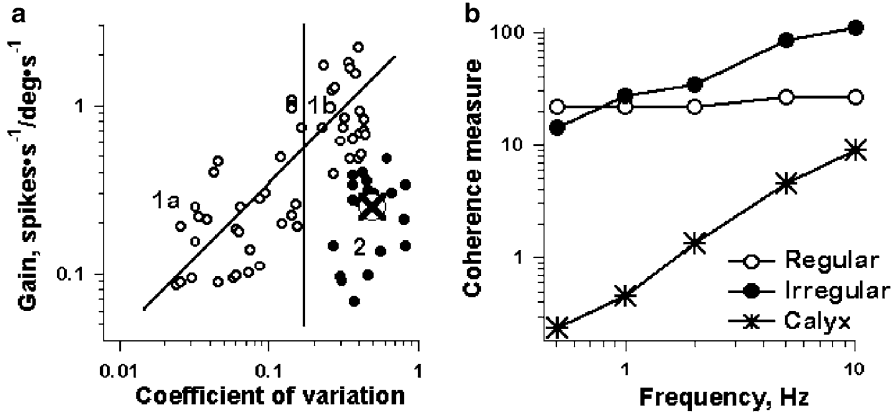 a
Gain, spikes•s⁻¹/deg•s⁻¹
1
0.1
1a
1b
2
0.01
0.1
1
Coefficient of variation
b
Coherence measure
100
10
1
Regular
Irregular
Calyx
1
10
Frequency, Hz